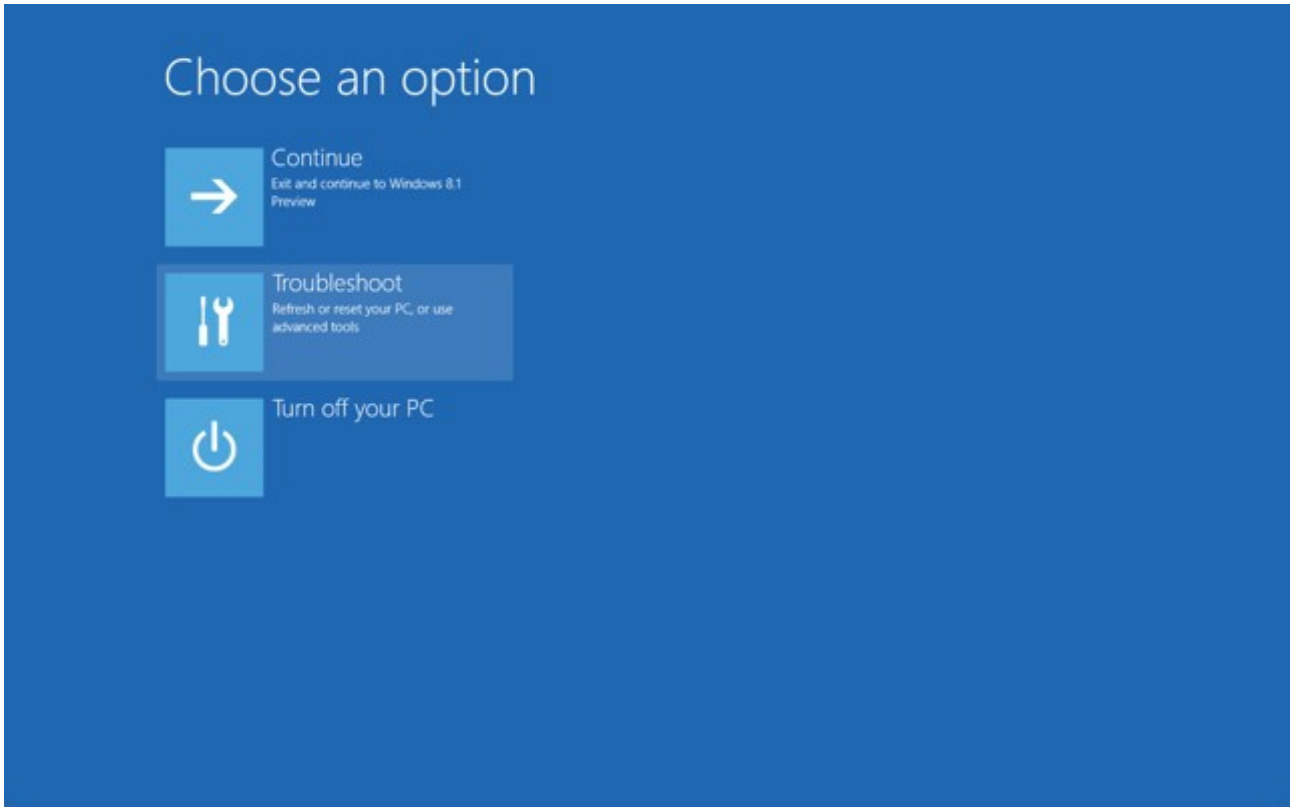 Choose an option
Continue
Exit and continue to Windows 8.1
Preview
Troubleshoot
Refresh or reset your PC, or use
advanced tools
Turn off your PC